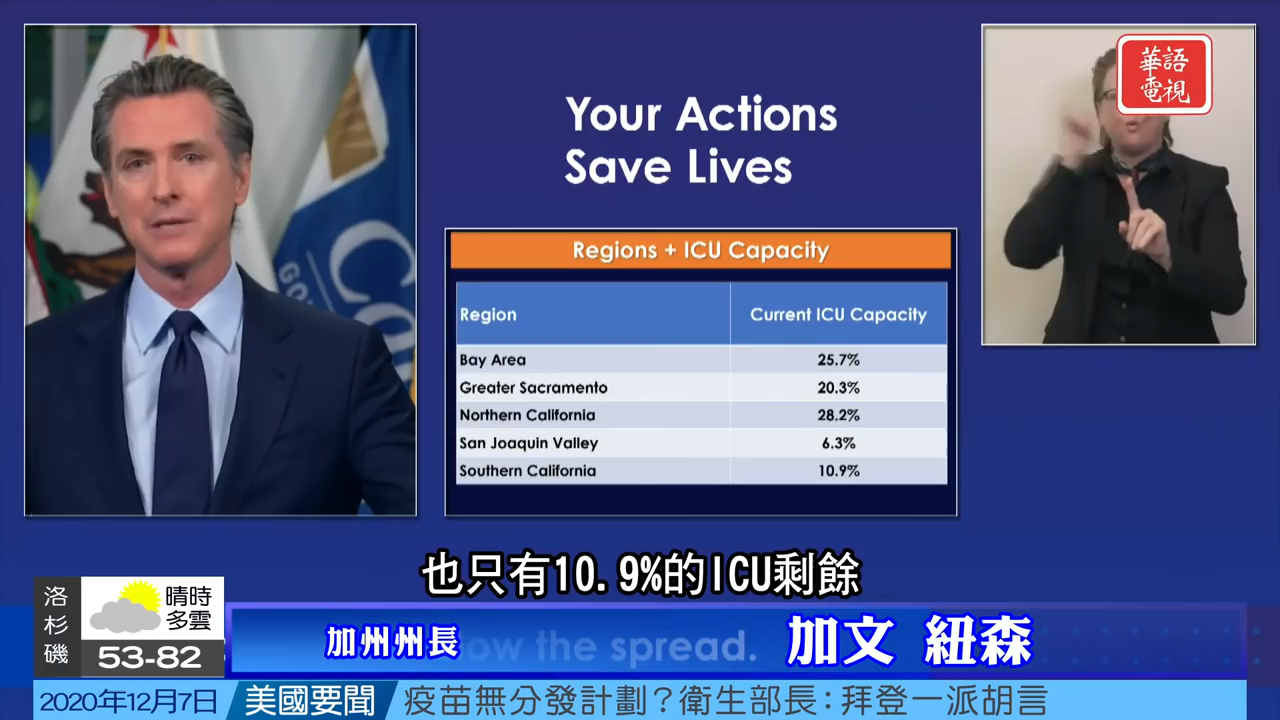 華語
電視
Your Actions
Save Lives
Regions + ICU Capacity
Region Current ICU Capacity
Bay Area 25.7%
Greater Sacramento 20.3%
Northern California 28.2%
San Joaquin Valley 6.3%
Southern California 10.9%
也只有10.9%的ICU剩餘
洛杉磯
晴時
多雲
53-82
加州州長
ow the spread.
加文 紐森
2020年12月7日
美國要聞
疫苗無分發計劃？衛生部長：拜登一派胡言